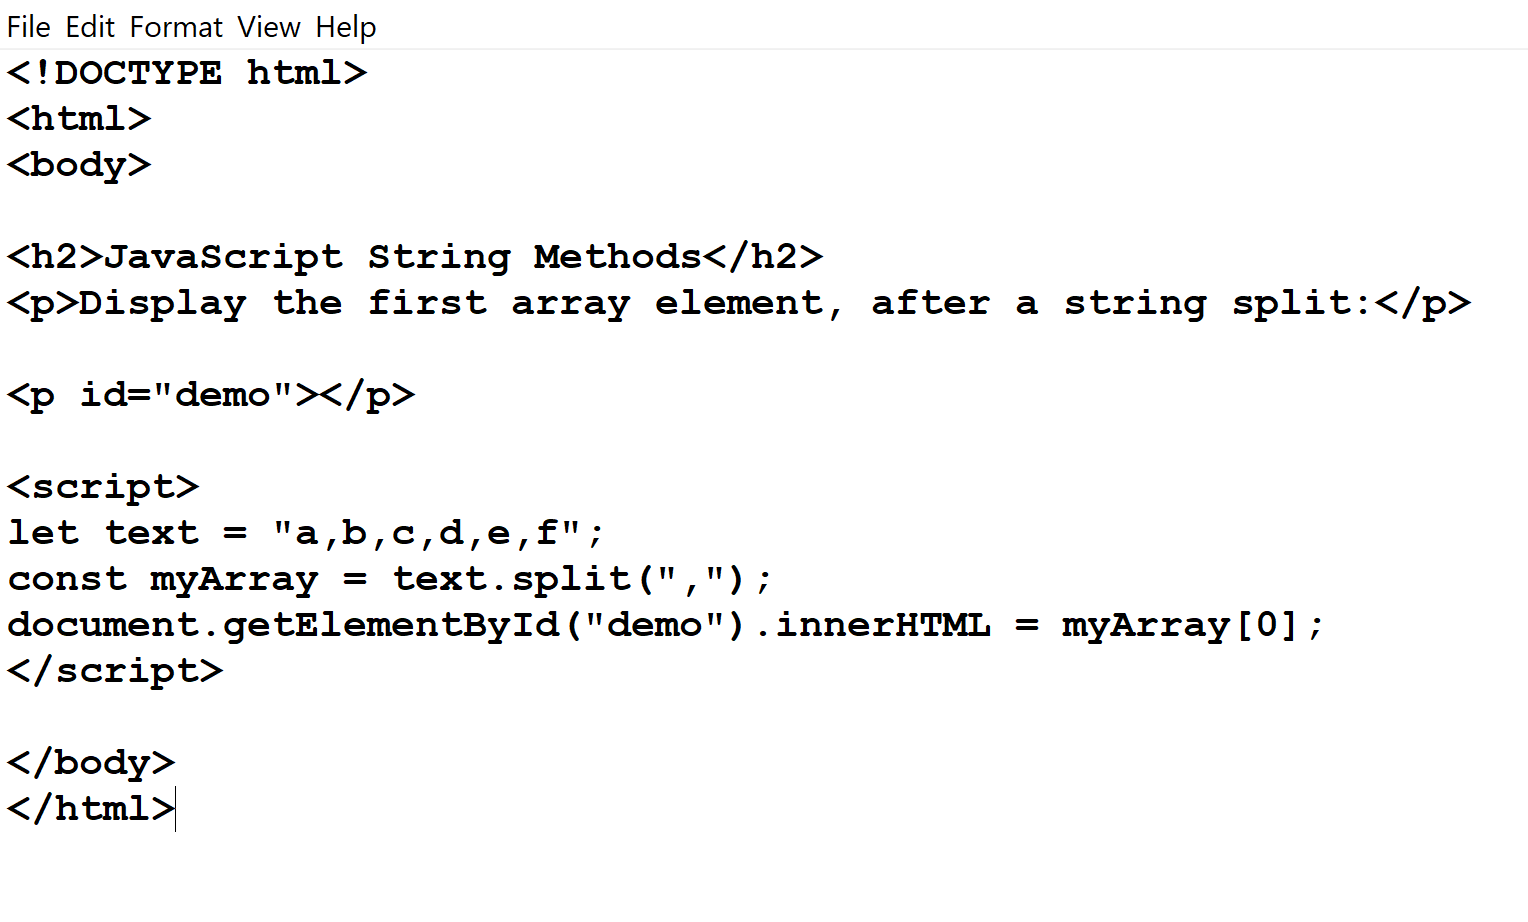 File Edit Format View Help
<!DOCTYPE html>
<html>
<body>
<h2>JavaScript String Methods</h2>
<p>Display the first array element, after a string split:</p>
<p id="demo"></p>
<script>
let text = "a,b,c,d,e,f";
const myArray = text.split(",");
document.getElementById("demo").innerHTML = myArray[0];
</script>
</body>
</html>